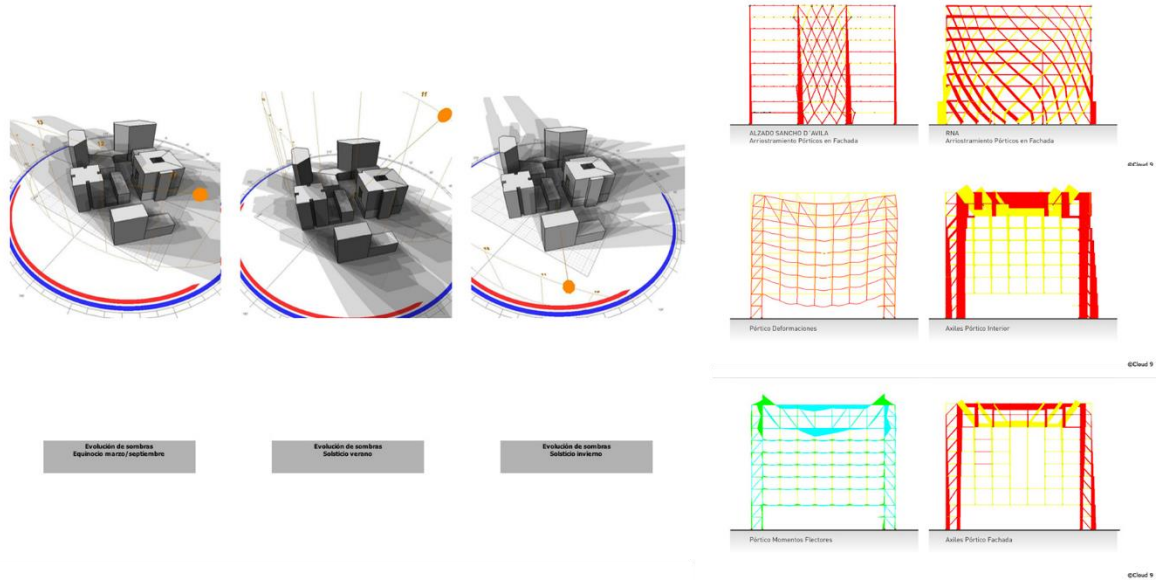 Evolución de sombras
Equinocio marzo/septiembre
Evolución de sombras
Solsticio verano
Evolución de sombras
Solsticio invierno
ALZADO SANCHO D´AVILA
Arriostramiento Pórticos en Fachada
RNA
Arriostramiento Pórticos en Fachada
©Cloud 9
Pórtico Deformaciones
Axiles Pórtico Interior
©Cloud 9
Pórtico Momentos Flectores
Axiles Pórtico Fachada
©Cloud 9